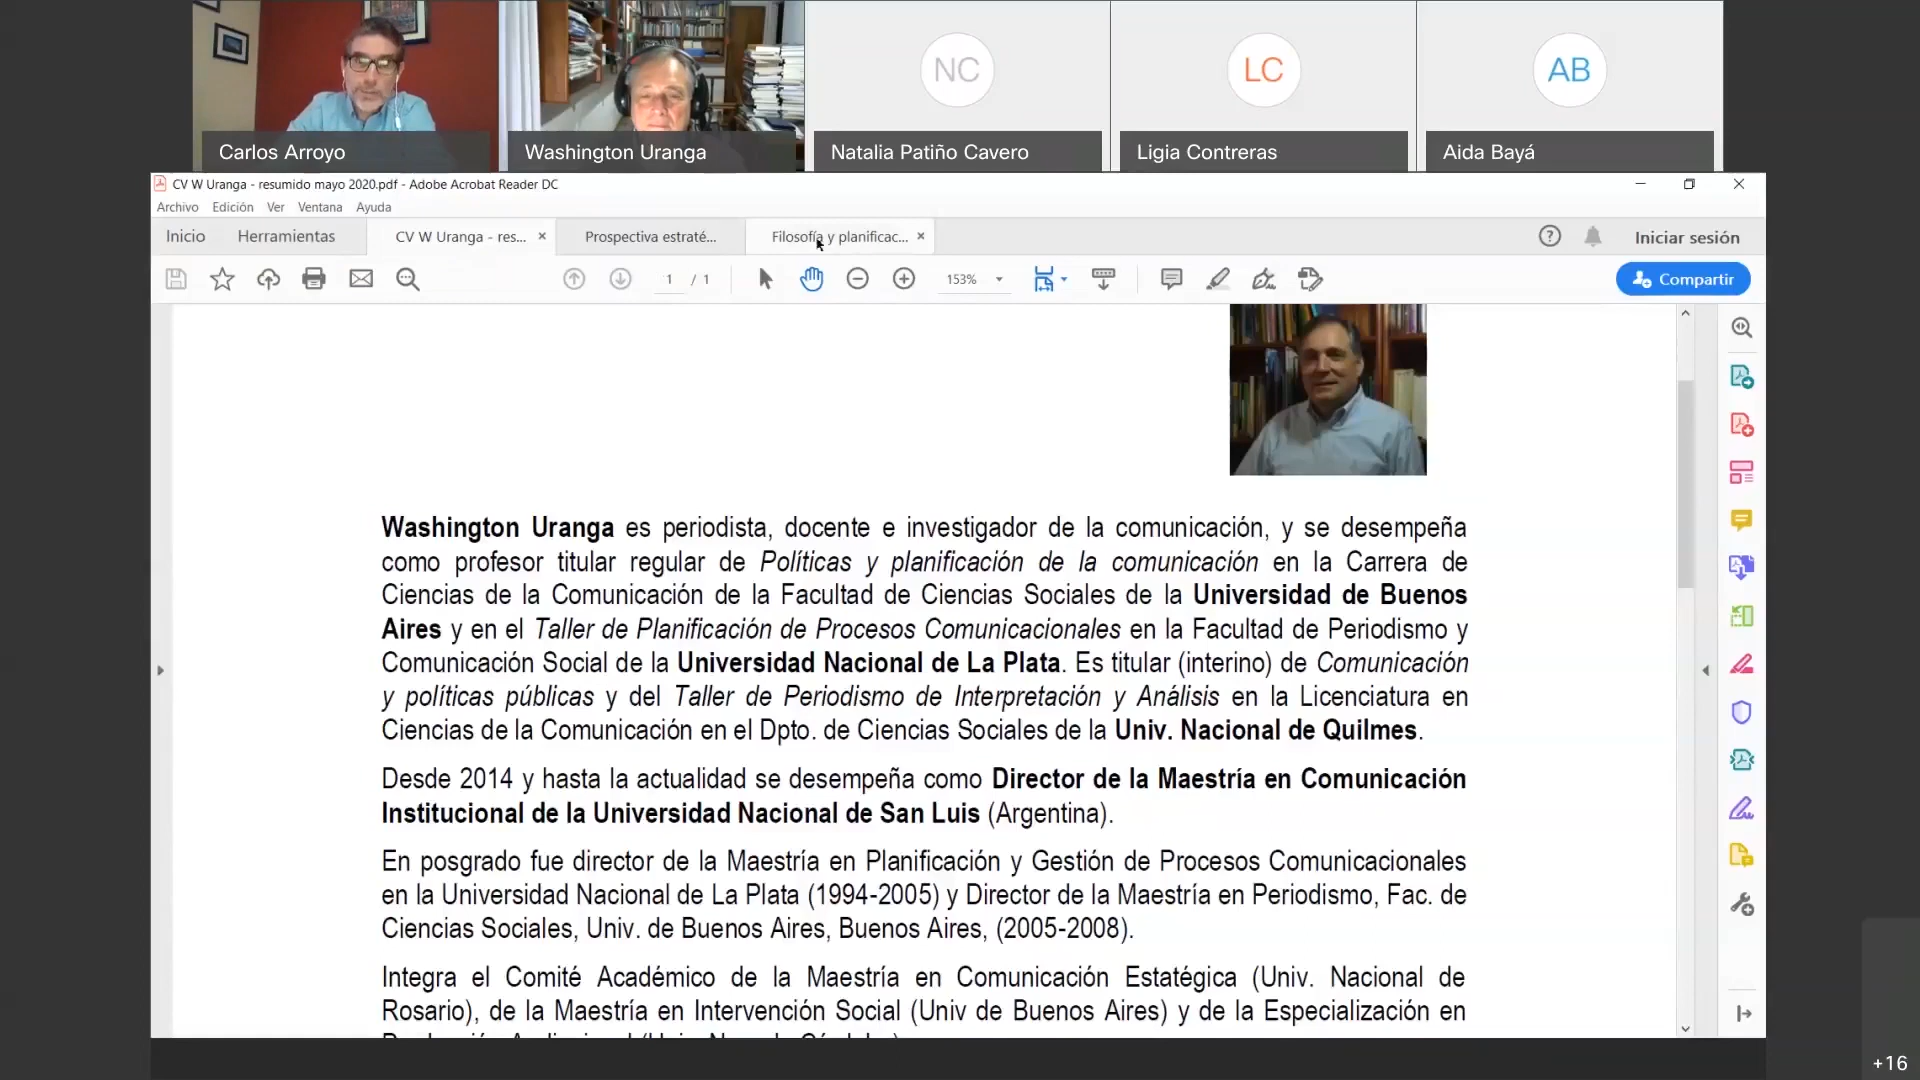 NC
LC
AB
Carlos Arroyo
Washington Uranga
Natalia Patiño Cavero
Ligia Contreras
Aida Bayá
CV W Uranga - resumido mayo 2020.pdf - Adobe Acrobat Reader DC
Archivo Edición Ver Ventana Ayuda
Inicio Herramientas CV W Uranga - res... Prospectiva estraté... Filosofía y planificac... Iniciar sesión
1 / 1 153% Compartir
Washington Uranga es periodista, docente e investigador de la comunicación, y se desempeña
como profesor titular regular de Políticas y planificación de la comunicación en la Carrera de
Ciencias de la Comunicación de la Facultad de Ciencias Sociales de la Universidad de Buenos
Aires y en el Taller de Planificación de Procesos Comunicacionales en la Facultad de Periodismo y
Comunicación Social de la Universidad Nacional de La Plata. Es titular (interino) de Comunicación
y políticas públicas y del Taller de Periodismo de Interpretación y Análisis en la Licenciatura en
Ciencias de la Comunicación en el Dpto. de Ciencias Sociales de la Univ. Nacional de Quilmes.
Desde 2014 y hasta la actualidad se desempeña como Director de la Maestría en Comunicación
Institucional de la Universidad Nacional de San Luis (Argentina).
En posgrado fue director de la Maestría en Planificación y Gestión de Procesos Comunicacionales
en la Universidad Nacional de La Plata (1994-2005) y Director de la Maestría en Periodismo, Fac. de
Ciencias Sociales, Univ. de Buenos Aires, Buenos Aires, (2005-2008).
Integra el Comité Académico de la Maestría en Comunicación Estatégica (Univ. Nacional de
Rosario), de la Maestría en Intervención Social (Univ de Buenos Aires) y de la Especialización en
+16